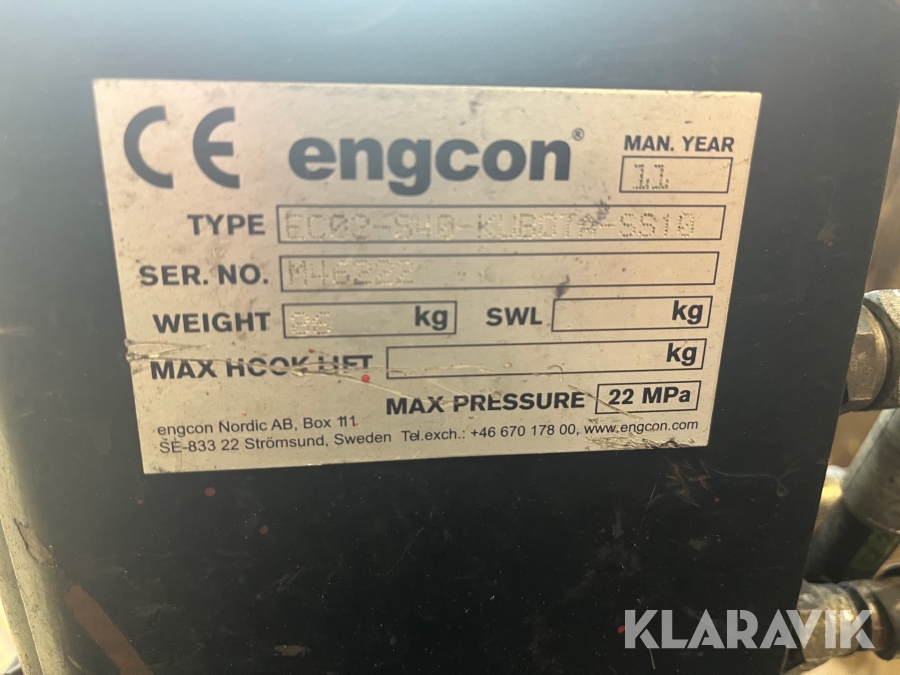 CE engcon® MAN. YEAR
11
TYPE EC02-S40-KUBOTA-SS10
SER. NO. M46222
WEIGHT kg SWL kg
MAX HOOK LIFT kg
MAX PRESSURE 22 MPa
engcon Nordic AB, Box 111
SE-833 22 Strömsund, Sweden Tel.exch.: +46 670 178 00, www.engcon.com
KLARAVIK